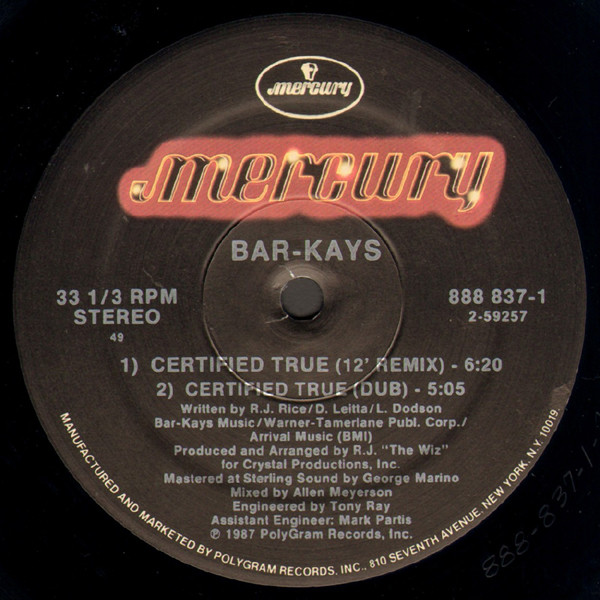 mercury
mercury
BAR-KAYS
33 1/3 RPM
STEREO
49
888 837-1
2-59257
1) CERTIFIED TRUE (12' REMIX) - 6:20
2) CERTIFIED TRUE (DUB) - 5:05
Written by R.J. Rice/D. Leitta/L. Dodson
Bar-Kays Music/Warner-Tamerlane Publ. Corp./
Arrival Music (BMI)
Produced and Arranged by R.J. "The Wiz"
for Crystal Productions, Inc.
Mastered at Sterling Sound by George Marino
Mixed by Allen Meyerson
Engineered by Tony Ray
Assistant Engineer: Mark Partis
℗ 1987 PolyGram Records, Inc.
MANUFACTURED AND MARKETED BY POLYGRAM RECORDS, INC., 810 SEVENTH AVENUE, NEW YORK, N.Y. 10019
888-837-1